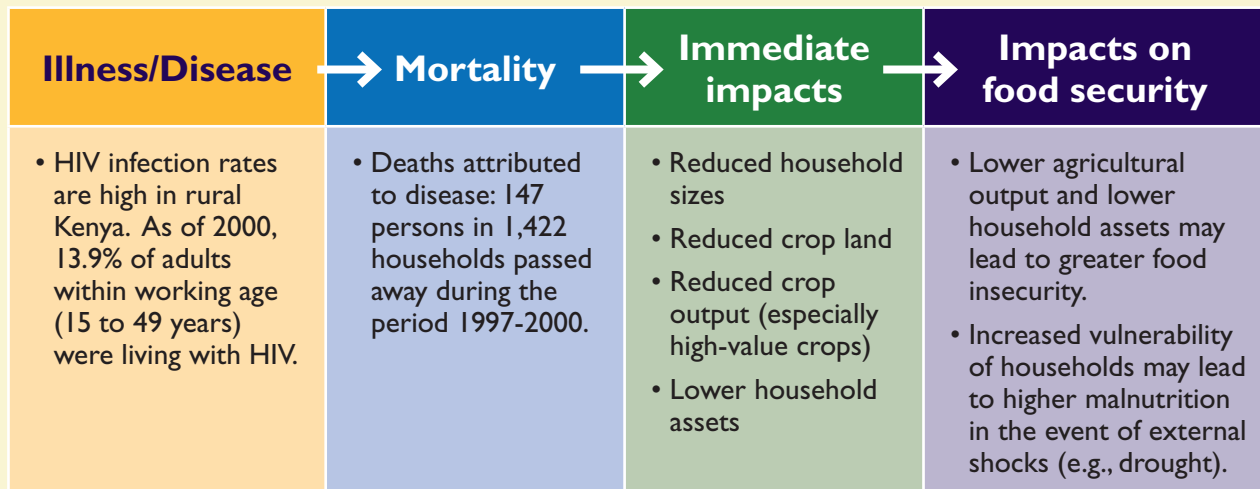 Illness/Disease
Mortality
Immediate
impacts
Impacts on
food security
• HIV infection rates
are high in rural
Kenya. As of 2000,
13.9% of adults
within working age
(15 to 49 years)
were living with HIV.
• Deaths attributed
to disease: 147
persons in 1,422
households passed
away during the
period 1997-2000.
• Reduced household
sizes
• Reduced crop land
• Reduced crop
output (especially
high-value crops)
• Lower household
assets
• Lower agricultural
output and lower
household assets may
lead to greater food
insecurity.
• Increased vulnerability
of households may lead
to higher malnutrition
in the event of external
shocks (e.g., drought).